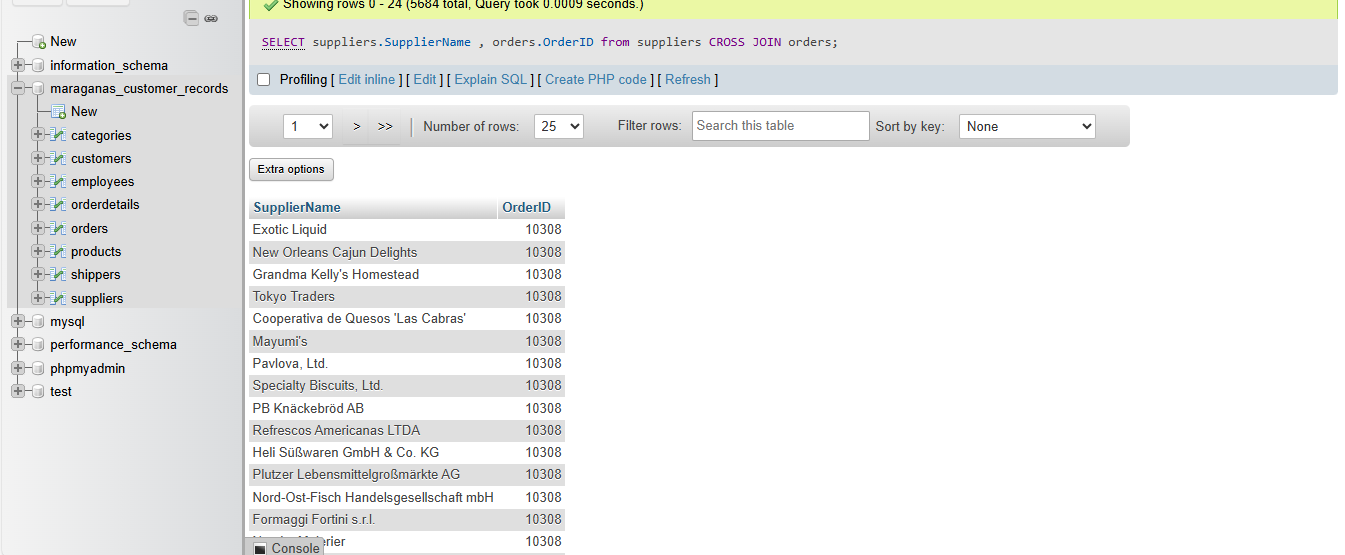 Showing rows 0 - 24 (5684 total, Query took 0.0009 seconds.)
SELECT suppliers.SupplierName , orders.OrderID from suppliers CROSS JOIN orders;
Profiling [ Edit inline ] [ Edit ] [ Explain SQL ] [ Create PHP code ] [ Refresh ]
1 > >> Number of rows: 25 Filter rows: Search this table Sort by key: None
Extra options
SupplierName OrderID
Exotic Liquid 10308
New Orleans Cajun Delights 10308
Grandma Kelly's Homestead 10308
Tokyo Traders 10308
Cooperativa de Quesos 'Las Cabras' 10308
Mayumi's 10308
Pavlova, Ltd. 10308
Specialty Biscuits, Ltd. 10308
PB Knäckebröd AB 10308
Refrescos Americanas LTDA 10308
Heli Süßwaren GmbH & Co. KG 10308
Plutzer Lebensmittelgroßmärkte AG 10308
Nord-Ost-Fisch Handelsgesellschaft mbH 10308
Formaggi Fortini s.r.l. 10308
10308
Console
New
information_schema
maraganas_customer_records
New
categories
customers
employees
orderdetails
orders
products
shippers
suppliers
mysql
performance_schema
phpmyadmin
test